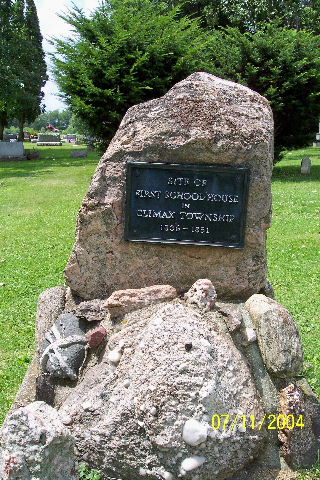 SITE OF
FIRST SCHOOL HOUSE
IN
CLIMAX TOWNSHIP
1836 - 1851
07/11/2004